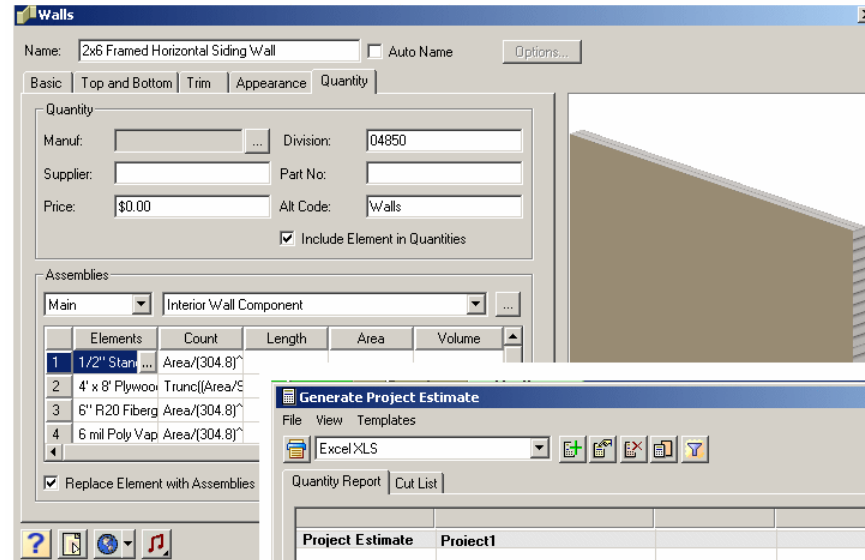 Walls
Name: 2x6 Framed Horizontal Siding Wall Auto Name Options...
Basic Top and Bottom Trim Appearance Quantity
Quantity
Manuf: ... Division: 04850
Supplier: Part No:
Price: $0.00 Alt Code: Walls
Include Element in Quantities
Assemblies
Main Interior Wall Component ...
Elements Count Length Area Volume
1 1/2" Stan ... Area/(304.8)^
2 4' x 8' Plywoo Trunc((Area/S
3 6" R20 Fiberg Area/(304.8)^
4 6 mil Poly Vap Area/(304.8)^
Replace Element with Assemblies
Generate Project Estimate
File View Templates
Excel XLS
Quantity Report Cut List
Project Estimate Project1